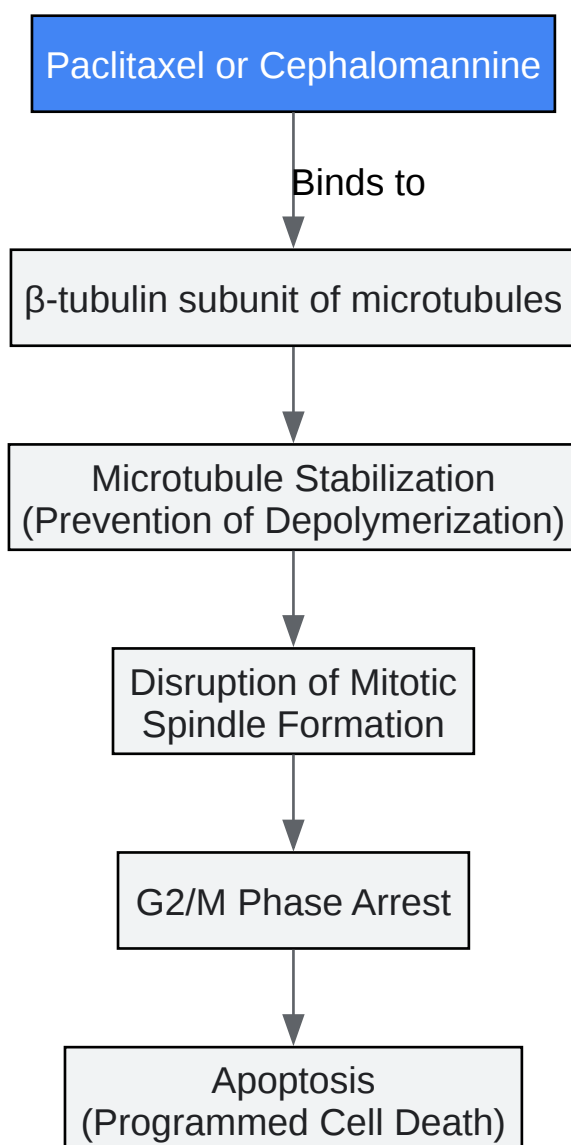 Paclitaxel or Cephalomannine
Binds to
β-tubulin subunit of microtubules
Microtubule Stabilization
(Prevention of Depolymerization)
Disruption of Mitotic
Spindle Formation
G2/M Phase Arrest
Apoptosis
(Programmed Cell Death)